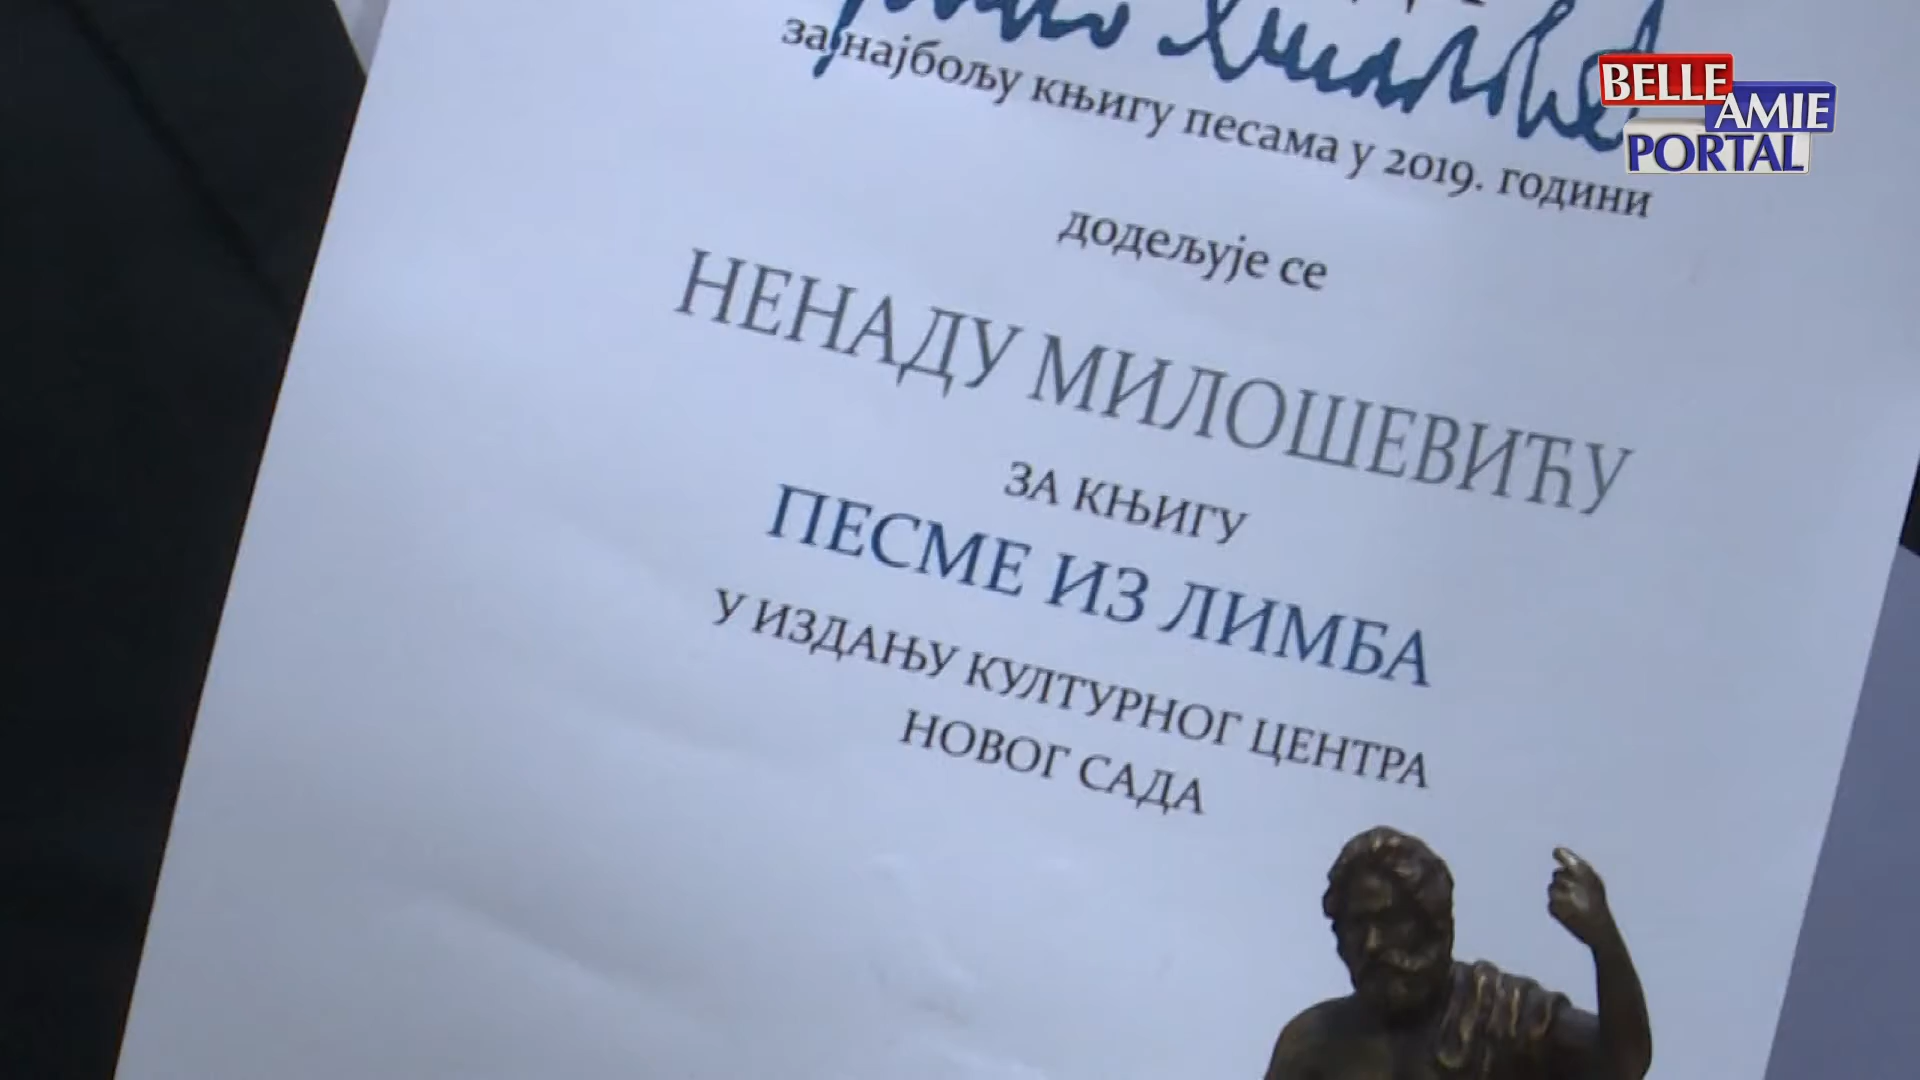 за најбољу књигу песама у 2019. години
додељује се
НЕНАДУ МИЛОШЕВИЋУ
ЗА КЊИГУ
ПЕСМЕ ИЗ ЛИМБА
У ИЗДАЊУ КУЛТУРНОГ ЦЕНТРА
НОВОГ САДА
BELLE
AMIE
PORTAL